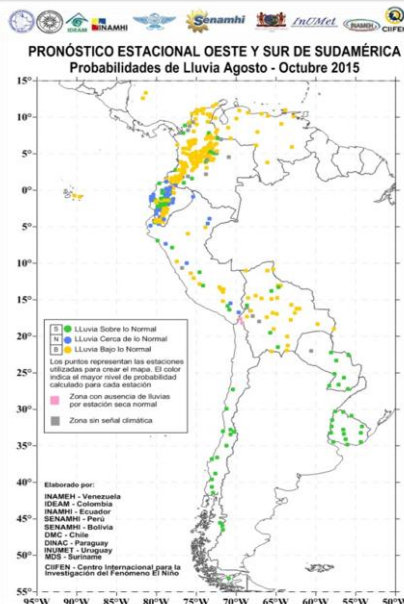 IDEAM
INAMHI
Senamhi
InUMet
INAMEH
CIIFEN
PRONÓSTICO ESTACIONAL OESTE Y SUR DE SUDAMÉRICA
Probabilidades de Lluvia Agosto - Octubre 2015
15°
10°
5°
0°
5°
10°
15°
20°
25°
30°
35°
40°
45°
50°
55°
S LLuvia Sobre lo Normal
N LLuvia Cerca de lo Normal
B LLuvia Bajo lo Normal
Los puntos representan las estaciones
utilizadas para crear el mapa. El color
indica el mayor nivel de probabilidad
calculado para cada estación
Zona con ausencia de lluvias
por estación seca normal
Zona sin señal climática
Elaborado por:
INAMEH - Venezuela
IDEAM - Colombia
INAMHI - Ecuador
SENAMHI - Perú
SENAMHI - Bolivia
DMC - Chile
DINAC - Paraguay
INUMET - Uruguay
MDS - Suriname
CIIFEN - Centro Internacional para la
Investigación del Fenómeno El Niño
95°W 90°W 85°W 80°W 75°W 70°W 65°W 60°W 55°W 50°W